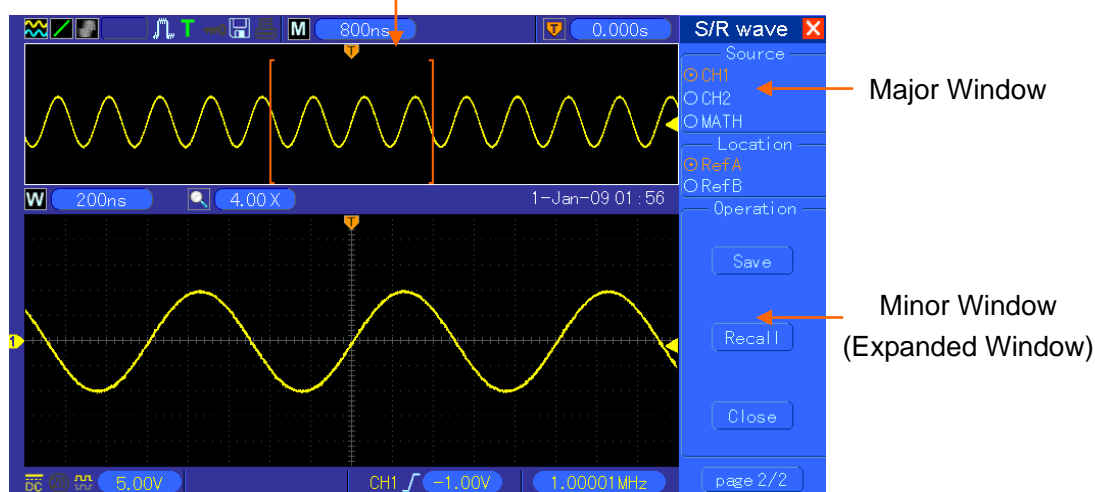 M 800ns T 0.000s S/R wave
T
Source
CH1
CH2
MATH
Major Window
Location
RefA
RefB
W 200ns 4.00X 1-Jan-09 01:56
Operation
T
Save
Minor Window
(Expanded Window)
Recall
1
Close
DC 5.00V CH1 -1.00V 1.00001MHz page 2/2